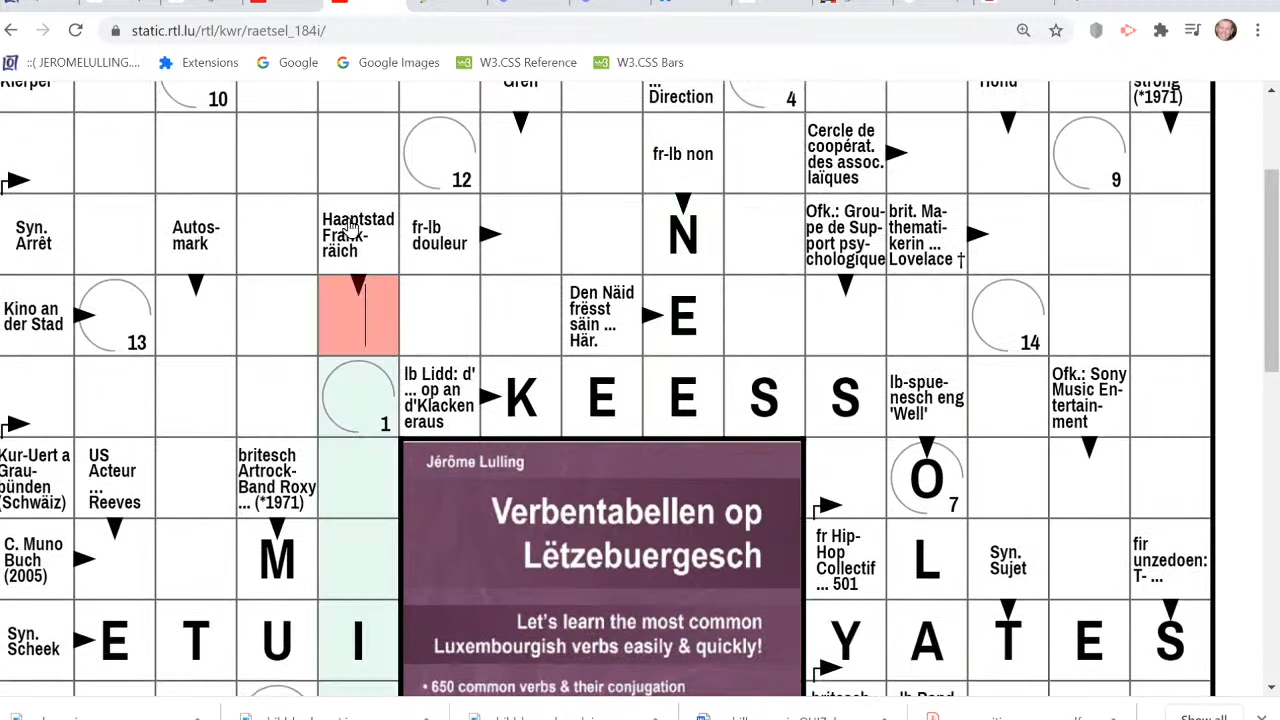 static.rtl.lu/rtl/kwr/raetsel_184i/
::( JEROMELULLING.... Extensions Google Google Images W3.CSS Reference W3.CSS Bars
10
...
Direction
4
strong
(*1971)
12
fr-lb non
Cercle de
coopérat.
des assoc.
laïques
9
Syn.
Arrêt
Autos-
mark
Haaptstad
Frank-
räich
fr-lb
douleur
N
Ofk.: Grou-
pe de Sup-
port psy-
chologique
brit. Ma-
themati-
kerin ...
Lovelace †
Kino an
der Stad
13
Den Näid
frësst
säin ...
Här.
E
14
1
lb Lidd: d'
... op an
d'Klacken
eraus
K E E S S
lb-spue-
nesch eng
'Well'
Ofk.: Sony
Music En-
tertain-
ment
Kur-Uert a
Grau-
bünden
(Schwäiz)
US
Acteur
...
Reeves
britesch
Artrock-
Band Roxy
... (*1971)
Jérôme Lulling
Verbentabellen op
Lëtzebuergesch
O
7
C. Muno
Buch
(2005)
M
fr Hip-
Hop
Collectif
... 501
L
Syn.
Sujet
fir
unzedoen:
T- ...
Let's learn the most common
Luxembourgish verbs easily & quickly!
• 650 common verbs & their conjugation
Syn.
Scheek
E T U I
Y A T E S
Show all